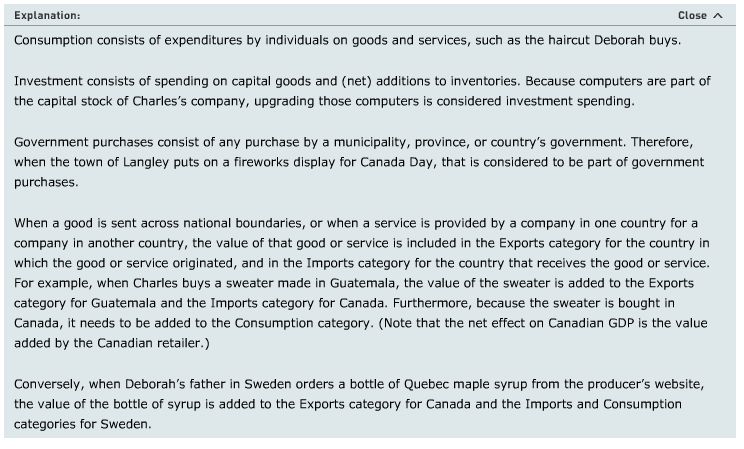 Explanation: Close
Consumption consists of expenditures by individuals on goods and services, such as the haircut Deborah buys.
Investment consists of spending on capital goods and (net) additions to inventories. Because computers are part of
the capital stock of Charles's company, upgrading those computers is considered investment spending.
Government purchases consist of any purchase by a municipality, province, or country's government. Therefore,
when the town of Langley puts on a fireworks display for Canada Day, that is considered to be part of government
purchases.
When a good is sent across national boundaries, or when a service is provided by a company in one country for a
company in another country, the value of that good or service is included in the Exports category for the country in
which the good or service originated, and in the Imports category for the country that receives the good or service.
For example, when Charles buys a sweater made in Guatemala, the value of the sweater is added to the Exports
category for Guatemala and the Imports category for Canada. Furthermore, because the sweater is bought in
Canada, it needs to be added to the Consumption category. (Note that the net effect on Canadian GDP is the value
added by the Canadian retailer.)
Conversely, when Deborah's father in Sweden orders a bottle of Quebec maple syrup from the producer's website,
the value of the bottle of syrup is added to the Exports category for Canada and the Imports and Consumption
categories for Sweden.